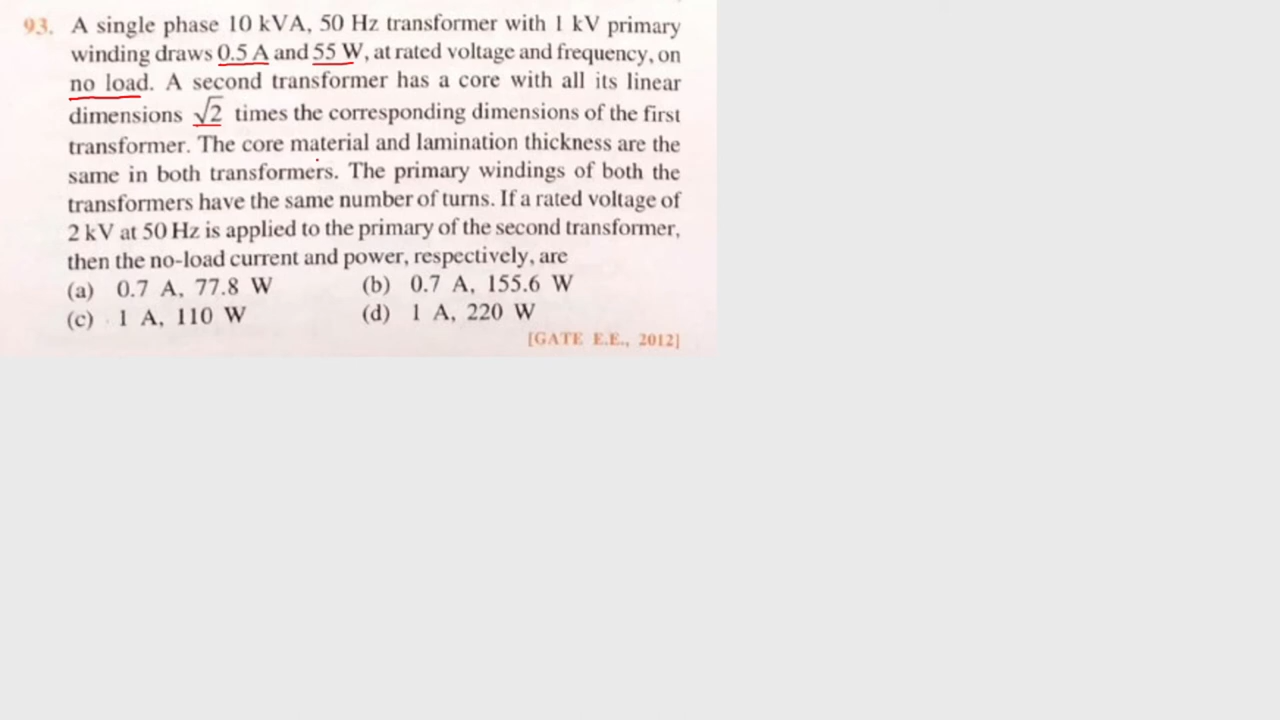 93. A single phase 10 kVA, 50 Hz transformer with 1 kV primary
winding draws 0.5 A and 55 W, at rated voltage and frequency, on
no load. A second transformer has a core with all its linear
dimensions √2 times the corresponding dimensions of the first
transformer. The core material and lamination thickness are the
same in both transformers. The primary windings of both the
transformers have the same number of turns. If a rated voltage of
2 kV at 50 Hz is applied to the primary of the second transformer,
then the no-load current and power, respectively, are
(a) 0.7 A, 77.8 W (b) 0.7 A, 155.6 W
(c) 1 A, 110 W (d) 1 A, 220 W
[GATE E.E., 2012]